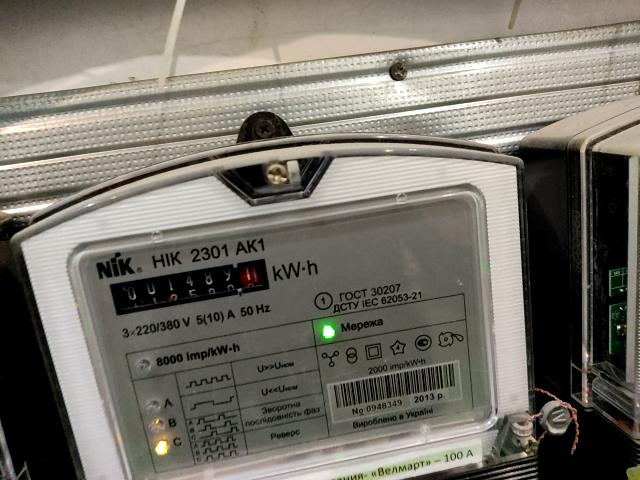 NiK. НІК 2301 АК1
kW·h
3×220/380 V 5(10) A 50 Hz
1 ГОСТ 30207
ДСТУ IEC 62053-21
Мережа
8000 imp/kW·h
U>>Uном
U<<Uном
A
B
C
Зворотна
послідовність фаз
Реверс
A
B
C
2000 imp/kW·h
№ 0948349 2013 р
Вироблено в Україні
«Велмарт» – 100 А